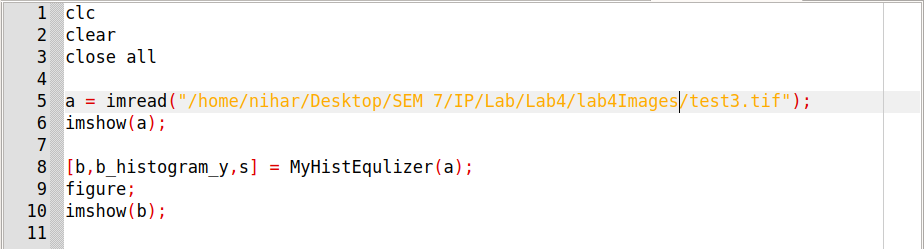 1 clc
2 clear
3 close all
4
5 a = imread("/home/nihar/Desktop/SEM 7/IP/Lab/Lab4/lab4Images/test3.tif");
6 imshow(a);
7
8 [b,b_histogram_y,s] = MyHistEqulizer(a);
9 figure;
10 imshow(b);
11